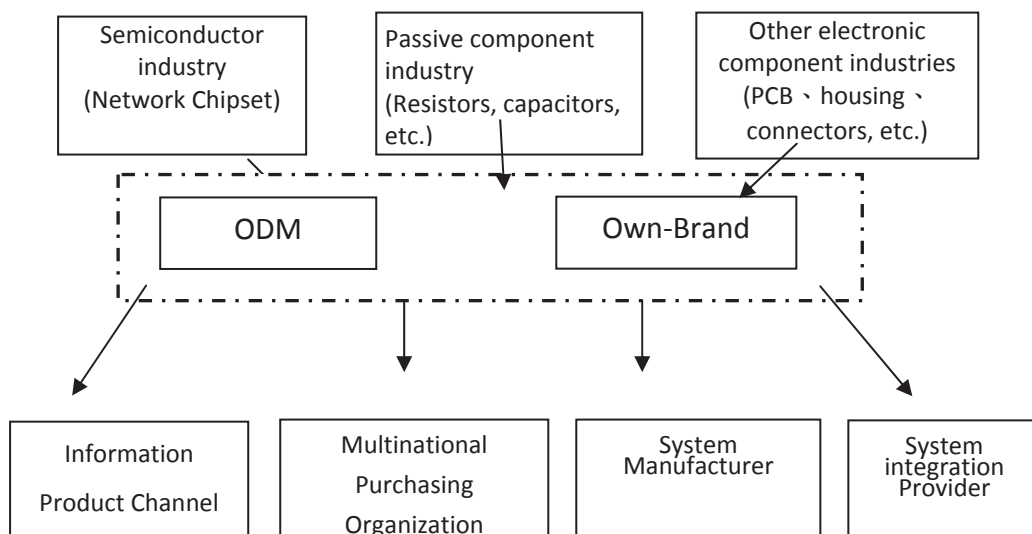 Semiconductor
industry
(Network Chipset)
Passive component
industry
(Resistors, capacitors,
etc.)
Other electronic
component industries
(PCB、housing、
connectors, etc.)
ODM
Own-Brand
Information
Product Channel
Multinational
Purchasing
Organization
System
Manufacturer
System
integration
Provider